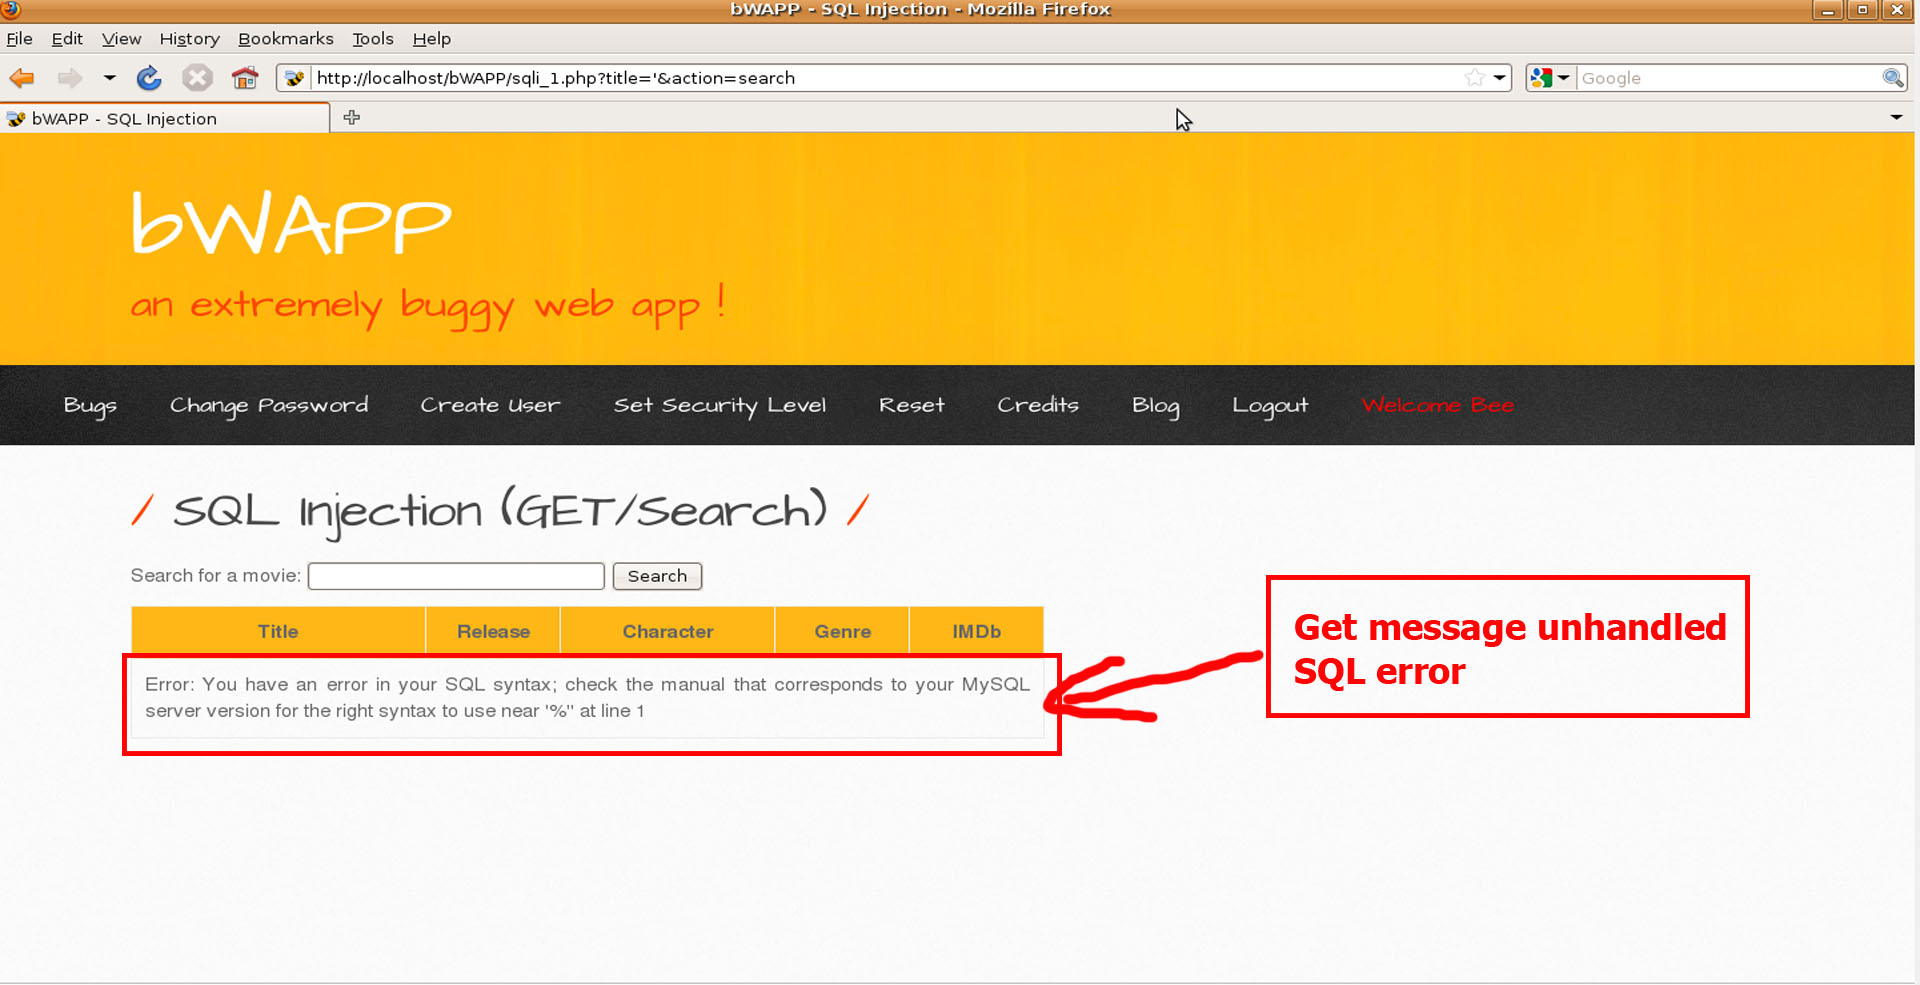 bWAPP - SQL Injection - Mozilla Firefox
File Edit View History Bookmarks Tools Help
http://localhost/bWAPP/sqli_1.php?title='&action=search
Google
bWAPP - SQL Injection
bWAPP
an extremely buggy web app !
Bugs Change Password Create User Set Security Level Reset Credits Blog Logout Welcome Bee
/ SQL Injection (GET/Search) /
Search for a movie: Search
Title Release Character Genre IMDb
Error: You have an error in your SQL syntax; check the manual that corresponds to your MySQL
server version for the right syntax to use near '%'' at line 1
Get message unhandled
SQL error